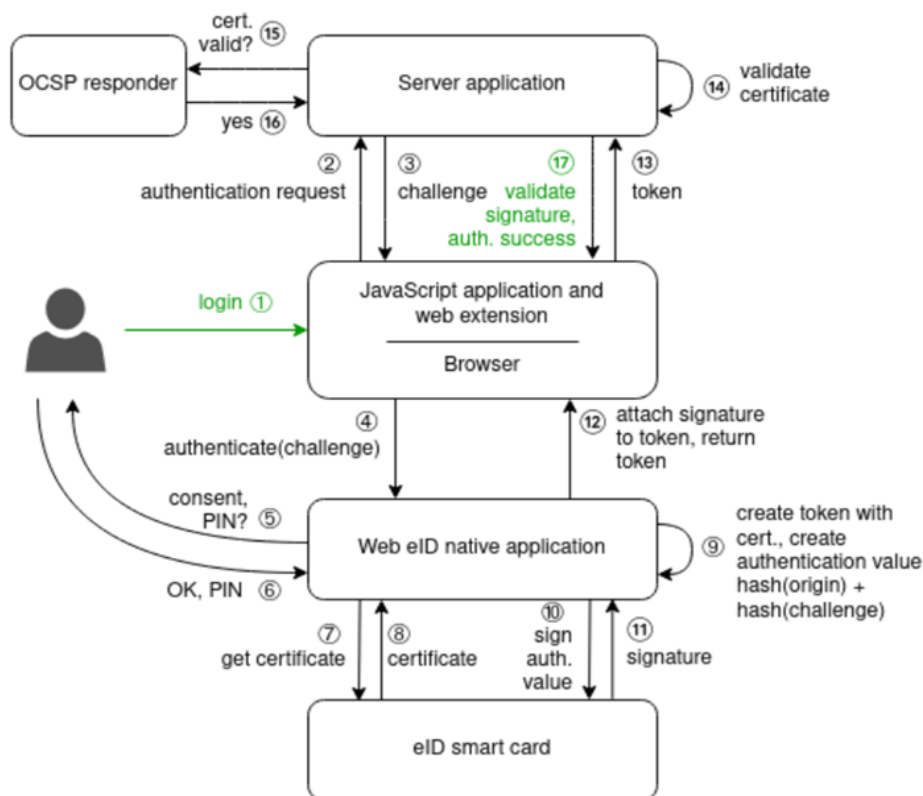 cert. ⑮
valid?
OCSP responder
yes ⑯
Server application
⑭ validate
certificate
②
authentication request
③
challenge
⑰
validate
signature,
auth. success
⑬
token
login ①
JavaScript application and
web extension
Browser
④
authenticate(challenge)
⑫ attach signature
to token, return
token
consent,
PIN? ⑤
OK, PIN ⑥
Web eID native application
⑨ create token with
cert., create
authentication value
hash(origin) +
hash(challenge)
⑦
get certificate
⑧
certificate
⑩
sign
auth.
value
⑪
signature
eID smart card